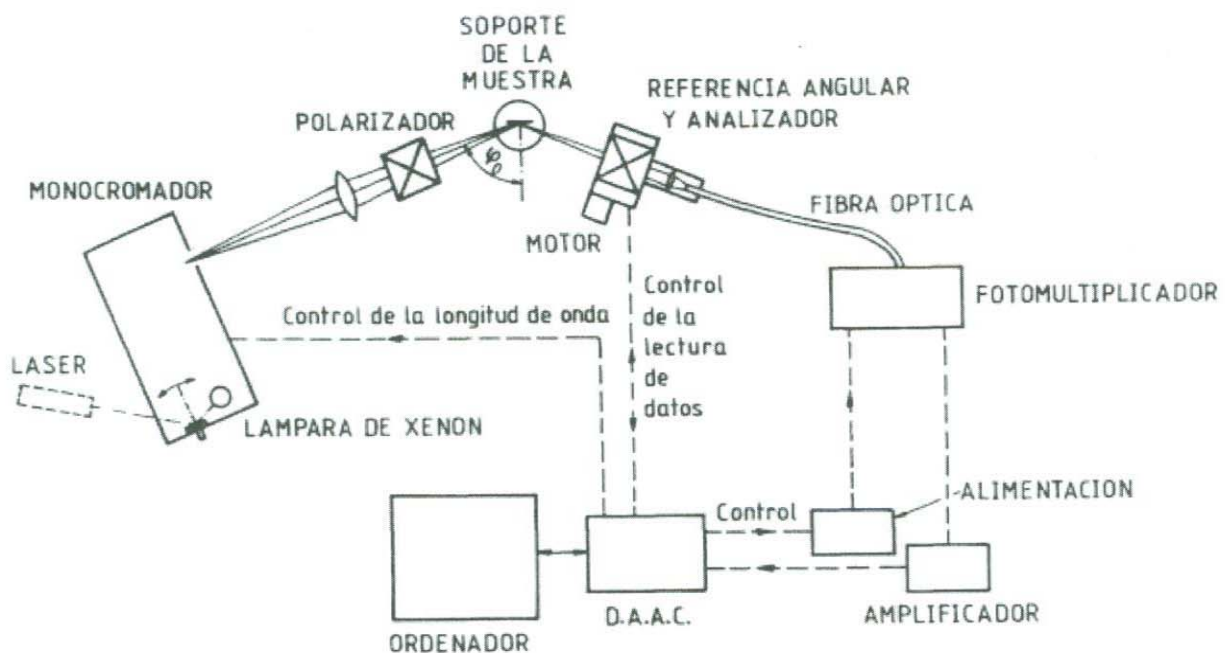 SOPORTE
DE LA
MUESTRA
REFERENCIA ANGULAR
Y ANALIZADOR
POLARIZADOR
φ₀
MONOCROMADOR
FIBRA OPTICA
MOTOR
FOTOMULTIPLICADOR
Control de la longitud de onda
Control
de la
lectura
de
datos
LASER
LAMPARA DE XENON
ALIMENTACION
Control
D.A.A.C.
AMPLIFICADOR
ORDENADOR